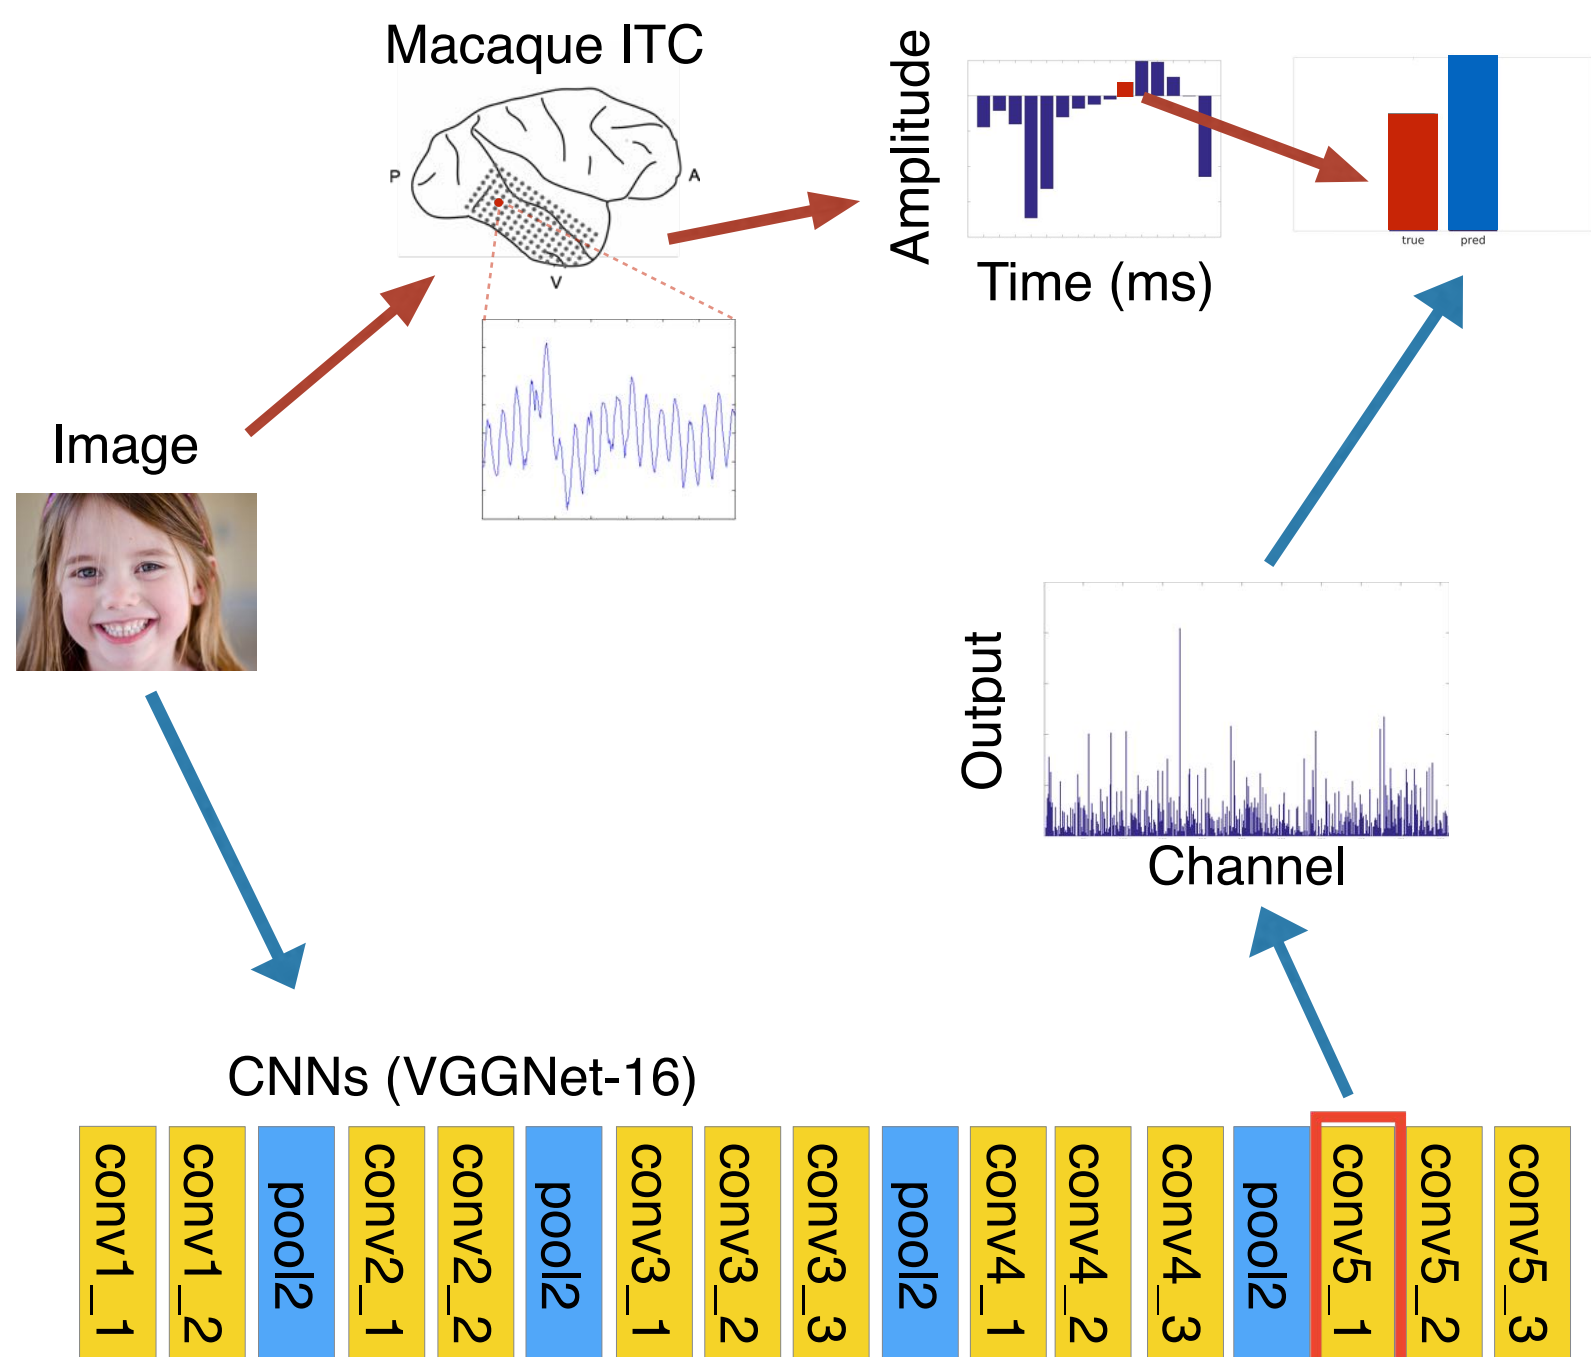 Macaque ITC
P
A
V
Amplitude
Time (ms)
true
pred
Image
Output
Channel
CNNs (VGGNet-16)
conv1_1
conv1_2
pool2
conv2_1
conv2_2
pool2
conv3_1
conv3_2
conv3_3
pool2
conv4_1
conv4_2
conv4_3
pool2
conv5_1
conv5_2
conv5_3